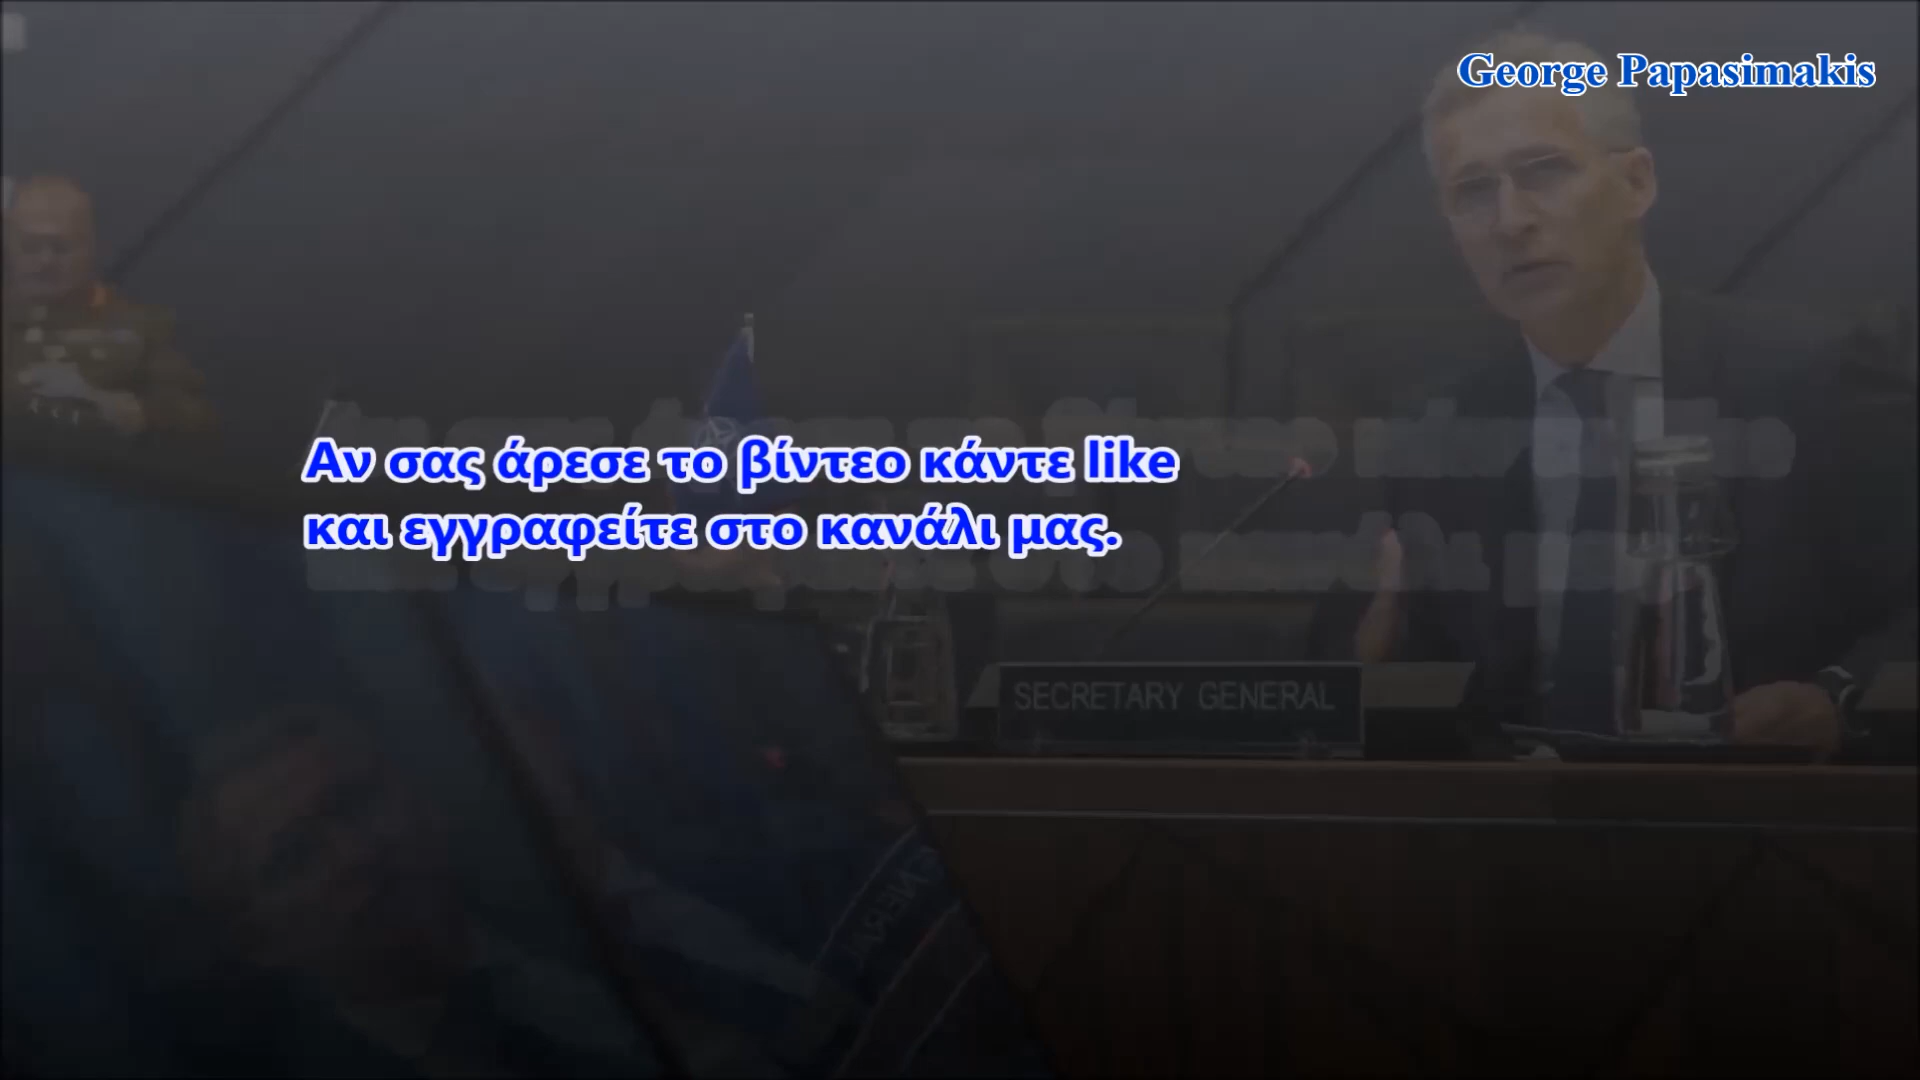 George Papasimakis
Αν σας άρεσε το βίντεο κάντε like
και εγγραφείτε στο κανάλι μας.
SECRETARY GENERAL